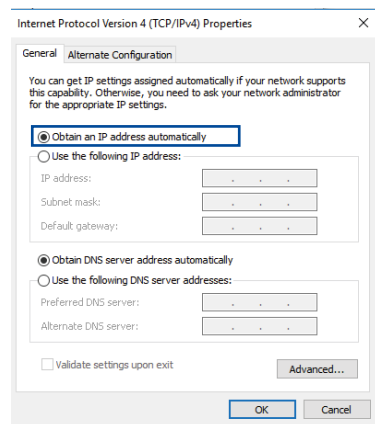 Internet Protocol Version 4 (TCP/IPv4) Properties
General Alternate Configuration
You can get IP settings assigned automatically if your network supports
this capability. Otherwise, you need to ask your network administrator
for the appropriate IP settings.
Obtain an IP address automatically
Use the following IP address:
IP address:
Subnet mask:
Default gateway:
Obtain DNS server address automatically
Use the following DNS server addresses:
Preferred DNS server:
Alternate DNS server:
Validate settings upon exit
Advanced...
OK Cancel